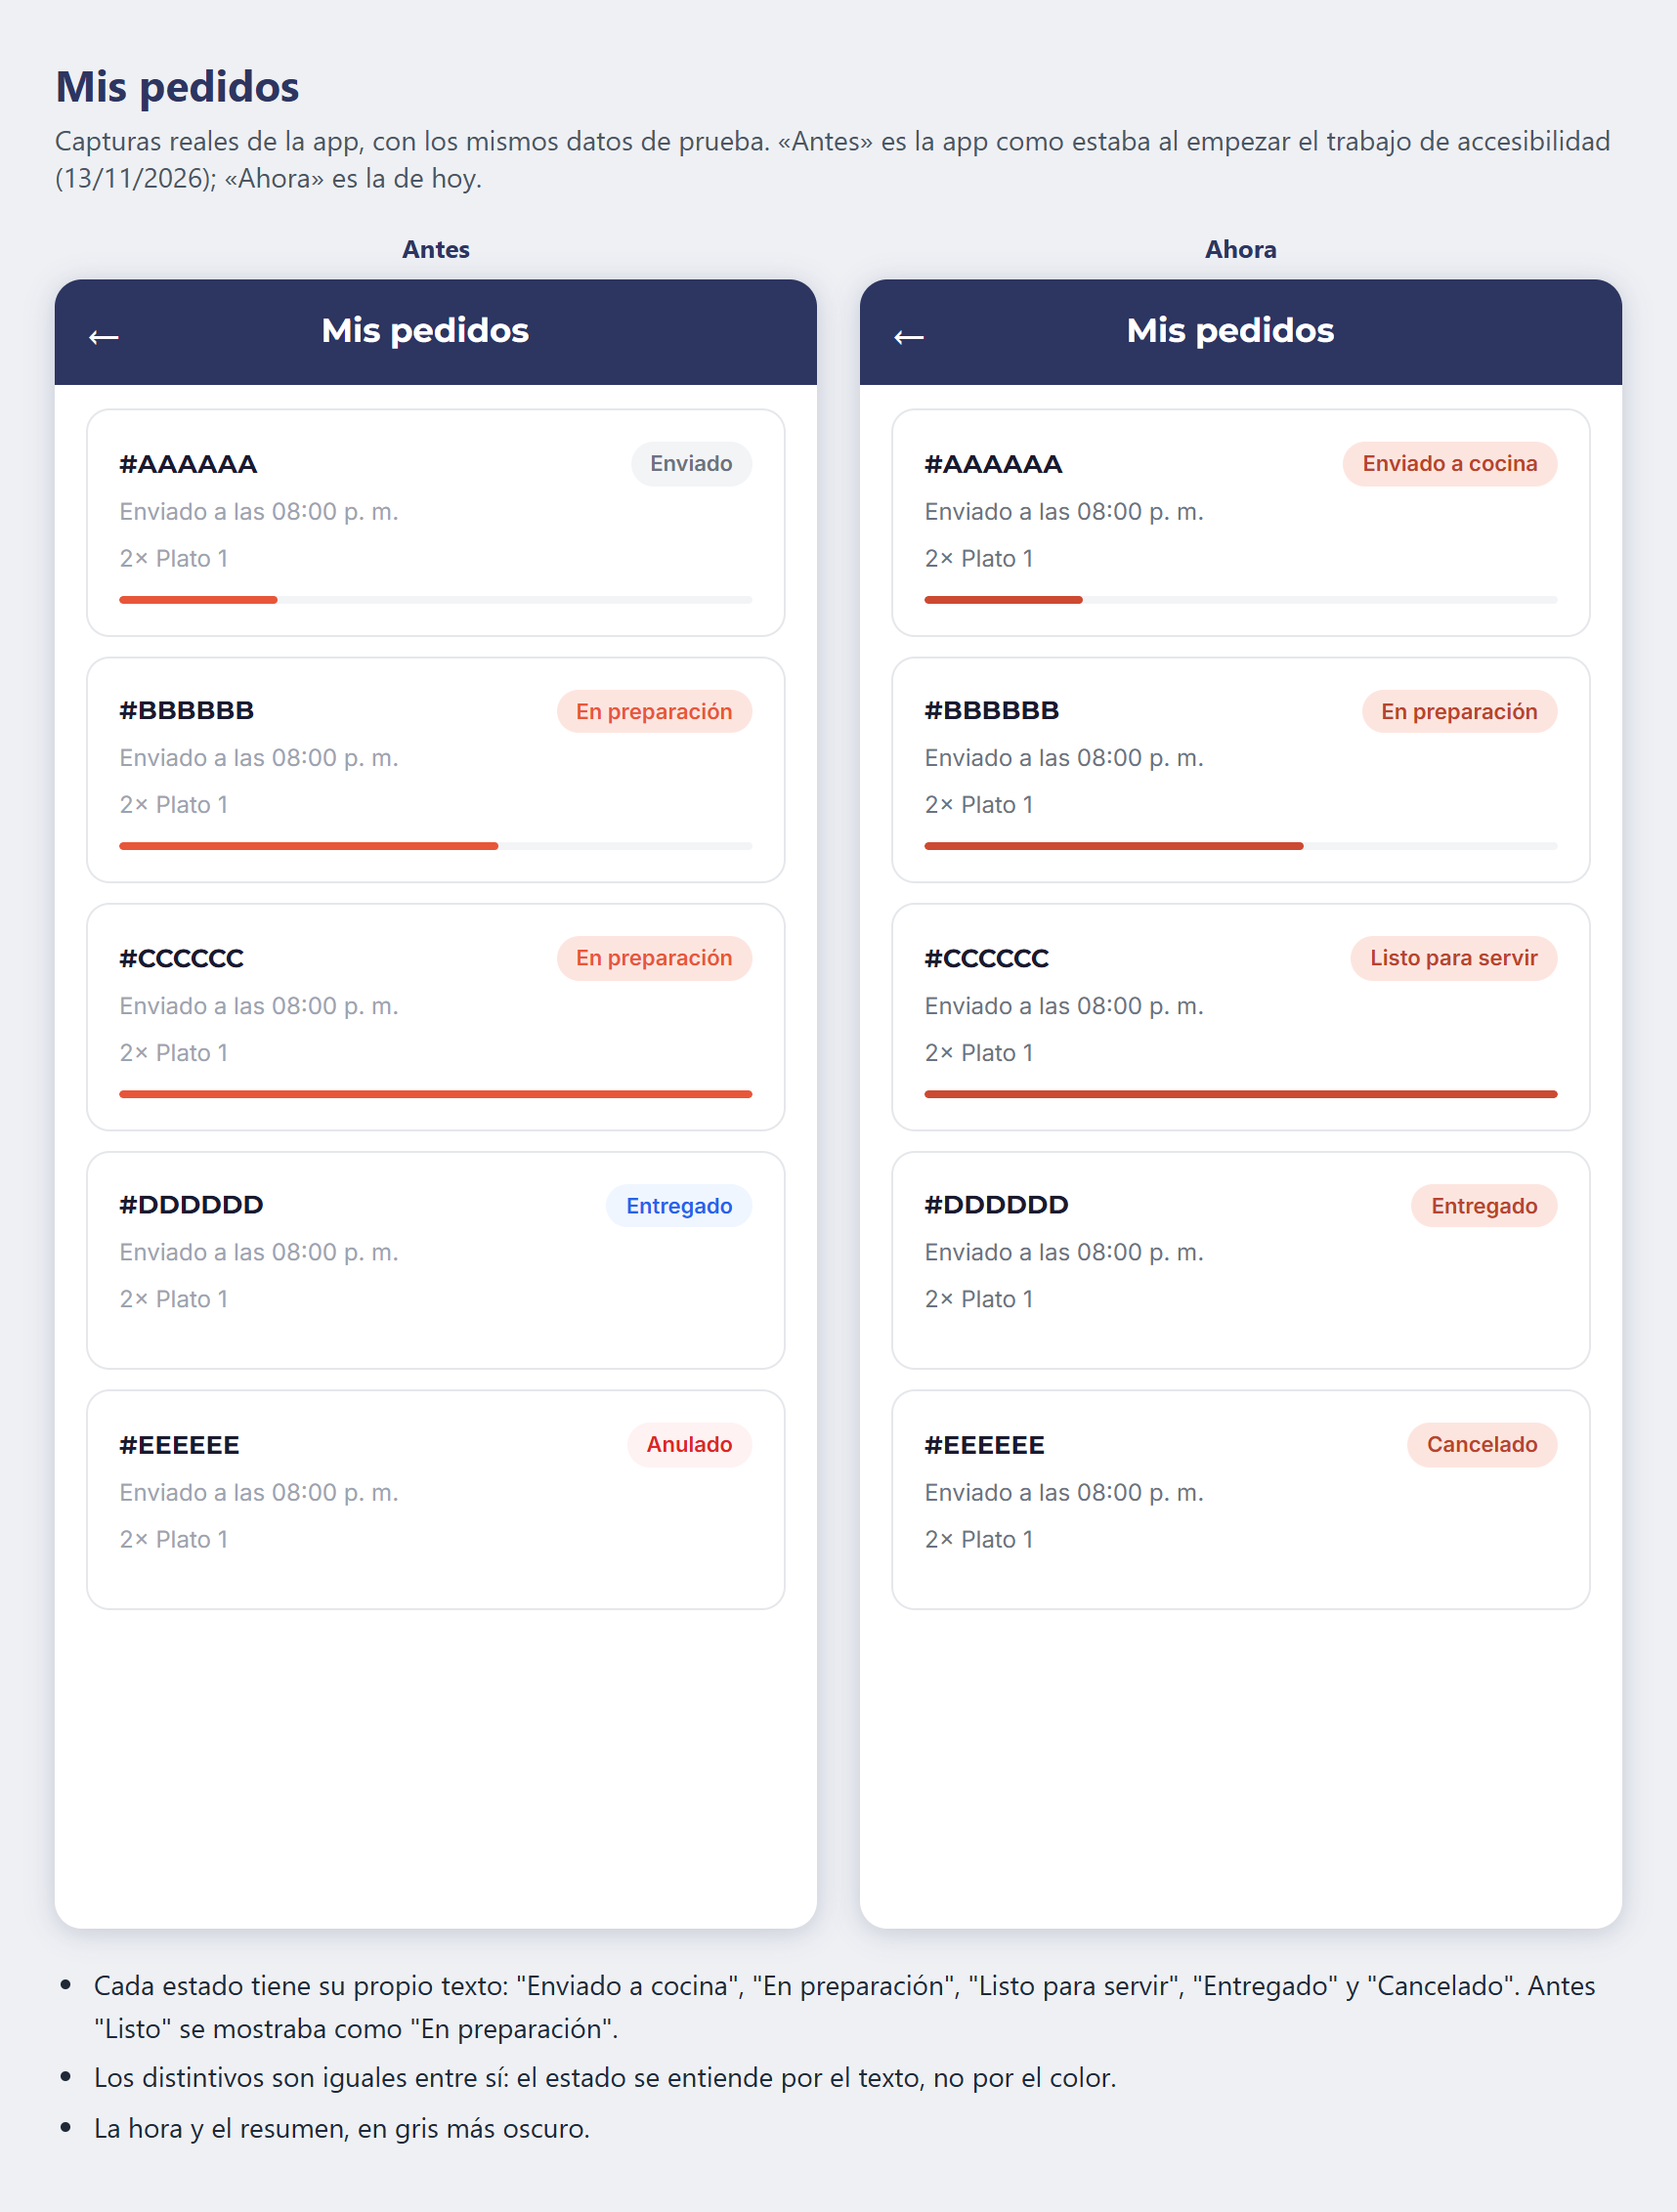 Mis pedidos
Capturas reales de la app, con los mismos datos de prueba. «Antes» es la app como estaba al empezar el trabajo de accesibilidad
(13/11/2026); «Ahora» es la de hoy.
Antes
← Mis pedidos
#AAAAAA Enviado
Enviado a las 08:00 p. m.
2× Plato 1
#BBBBBB En preparación
Enviado a las 08:00 p. m.
2× Plato 1
#CCCCCC En preparación
Enviado a las 08:00 p. m.
2× Plato 1
#DDDDDD Entregado
Enviado a las 08:00 p. m.
2× Plato 1
#EEEEEE Anulado
Enviado a las 08:00 p. m.
2× Plato 1
Ahora
← Mis pedidos
#AAAAAA Enviado a cocina
Enviado a las 08:00 p. m.
2× Plato 1
#BBBBBB En preparación
Enviado a las 08:00 p. m.
2× Plato 1
#CCCCCC Listo para servir
Enviado a las 08:00 p. m.
2× Plato 1
#DDDDDD Entregado
Enviado a las 08:00 p. m.
2× Plato 1
#EEEEEE Cancelado
Enviado a las 08:00 p. m.
2× Plato 1
• Cada estado tiene su propio texto: "Enviado a cocina", "En preparación", "Listo para servir", "Entregado" y "Cancelado". Antes
"Listo" se mostraba como "En preparación".
• Los distintivos son iguales entre sí: el estado se entiende por el texto, no por el color.
• La hora y el resumen, en gris más oscuro.